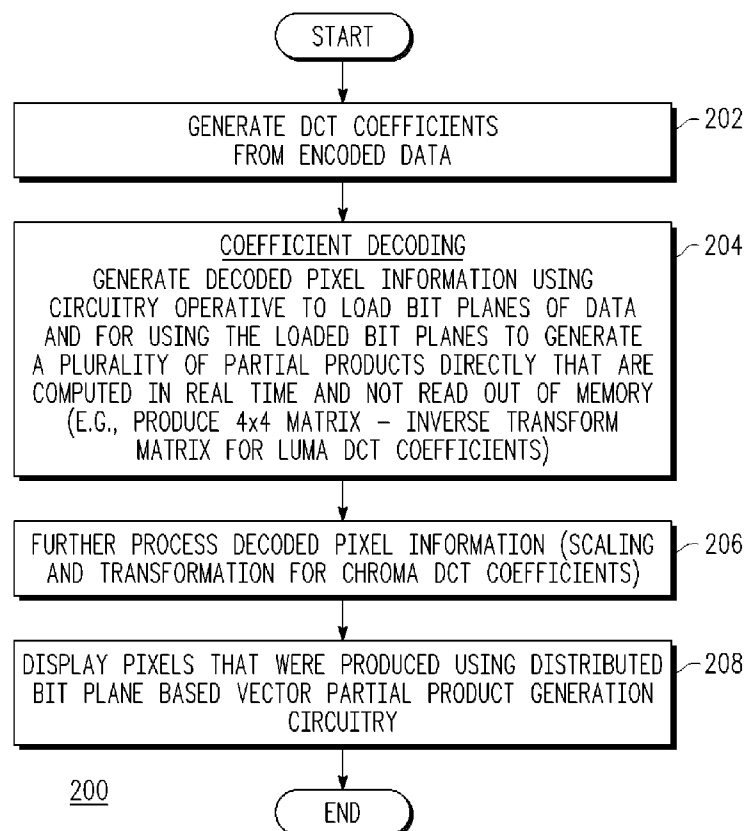 START
GENERATE DCT COEFFICIENTS
FROM ENCODED DATA
202
COEFFICIENT DECODING
GENERATE DECODED PIXEL INFORMATION USING
CIRCUITRY OPERATIVE TO LOAD BIT PLANES OF DATA
AND FOR USING THE LOADED BIT PLANES TO GENERATE
A PLURALITY OF PARTIAL PRODUCTS DIRECTLY THAT ARE
COMPUTED IN REAL TIME AND NOT READ OUT OF MEMORY
(E.G., PRODUCE 4x4 MATRIX – INVERSE TRANSFORM
MATRIX FOR LUMA DCT COEFFICIENTS)
204
FURTHER PROCESS DECODED PIXEL INFORMATION (SCALING
AND TRANSFORMATION FOR CHROMA DCT COEFFICIENTS)
206
DISPLAY PIXELS THAT WERE PRODUCED USING DISTRIBUTED
BIT PLANE BASED VECTOR PARTIAL PRODUCT GENERATION
CIRCUITRY
208
200
END